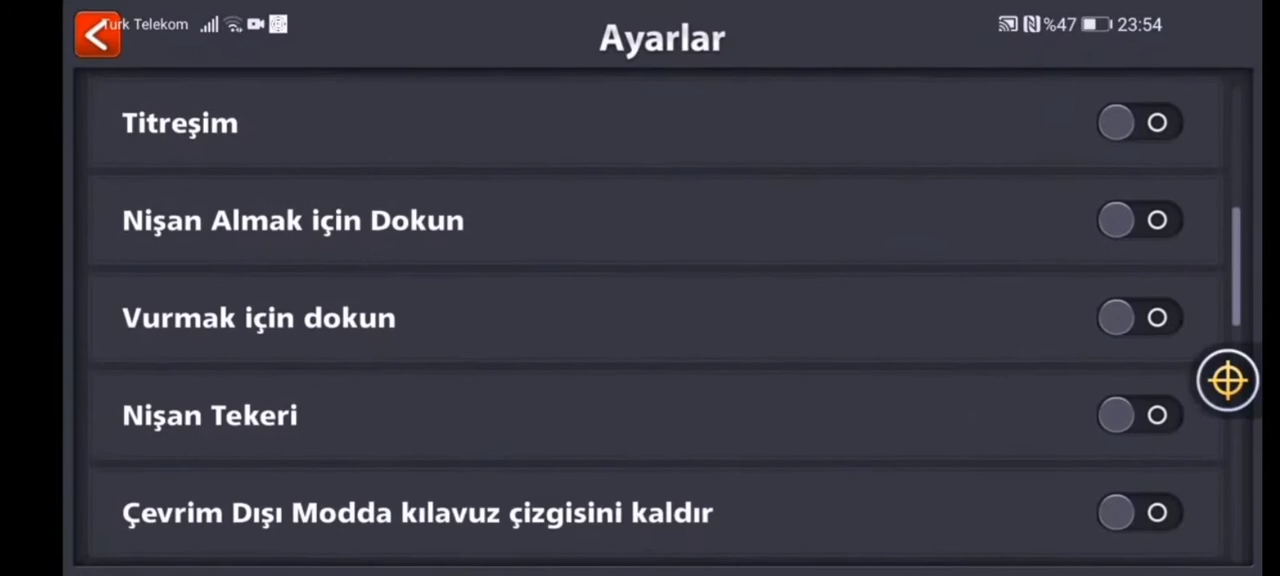 Turk Telekom
%47 23:54
Ayarlar
Titreşim
Nişan Almak için Dokun
Vurmak için dokun
Nişan Tekeri
Çevrim Dışı Modda kılavuz çizgisini kaldır